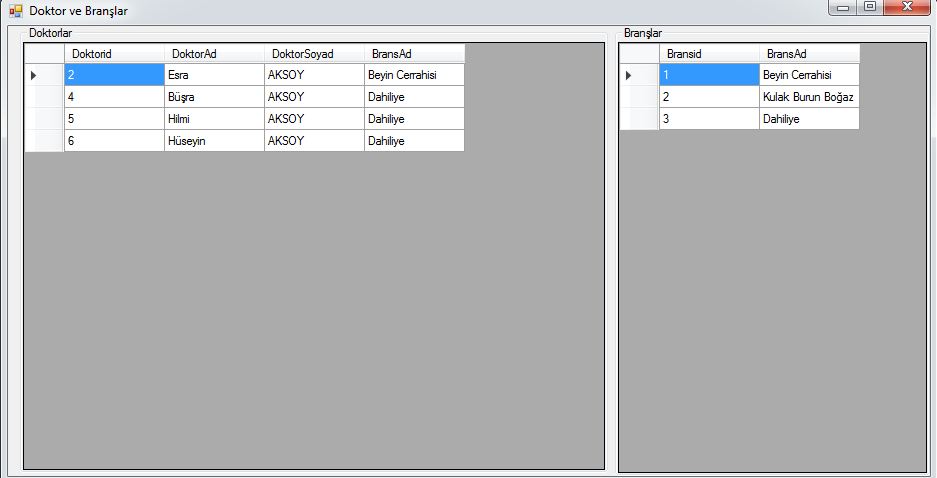 Doktor ve Branşlar
Doktorlar
Doktorid DoktorAd DoktorSoyad BransAd
2 Esra AKSOY Beyin Cerrahisi
4 Büşra AKSOY Dahiliye
5 Hilmi AKSOY Dahiliye
6 Hüseyin AKSOY Dahiliye
Branşlar
Bransid BransAd
1 Beyin Cerrahisi
2 Kulak Burun Boğaz
3 Dahiliye